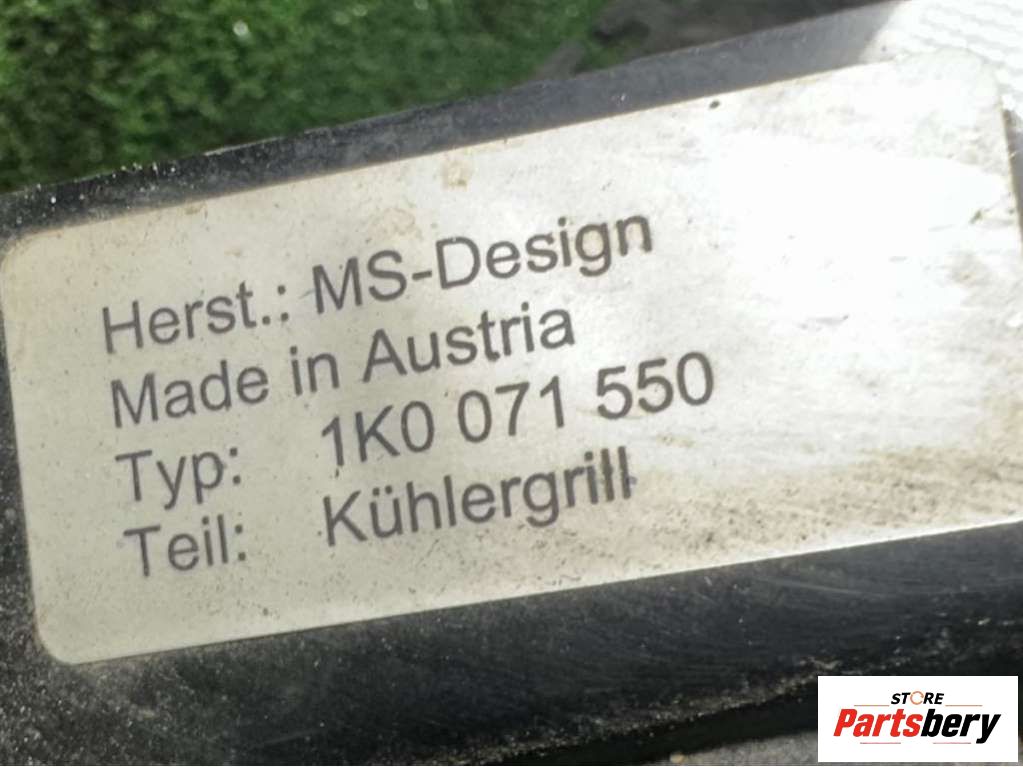 Herst.: MS-Design
Made in Austria
Typ: 1K0 071 550
Teil: Kühlergrill
STORE
Partsbery